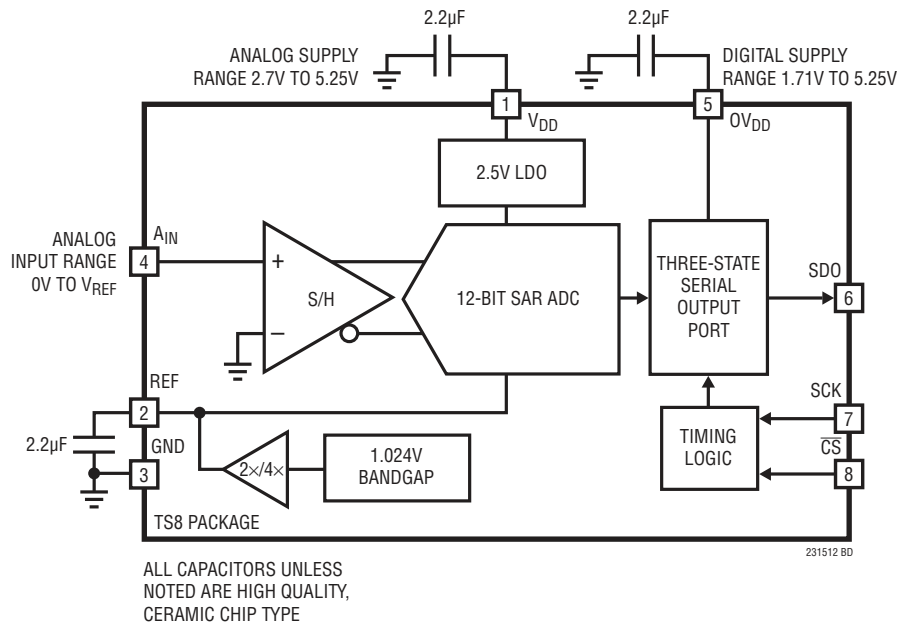 2.2µF
2.2µF
ANALOG SUPPLY
RANGE 2.7V TO 5.25V
DIGITAL SUPPLY
RANGE 1.71V TO 5.25V
1
VDD
5
OVDD
2.5V LDO
ANALOG
INPUT RANGE
0V TO VREF
AIN
4
+
S/H
–
12-BIT SAR ADC
THREE-STATE
SERIAL
OUTPUT
PORT
SDO
6
REF
2
2.2µF
GND
3
2×/4×
1.024V
BANDGAP
TIMING
LOGIC
SCK
7
C̅S̅
8
TS8 PACKAGE
231512 BD
ALL CAPACITORS UNLESS
NOTED ARE HIGH QUALITY,
CERAMIC CHIP TYPE